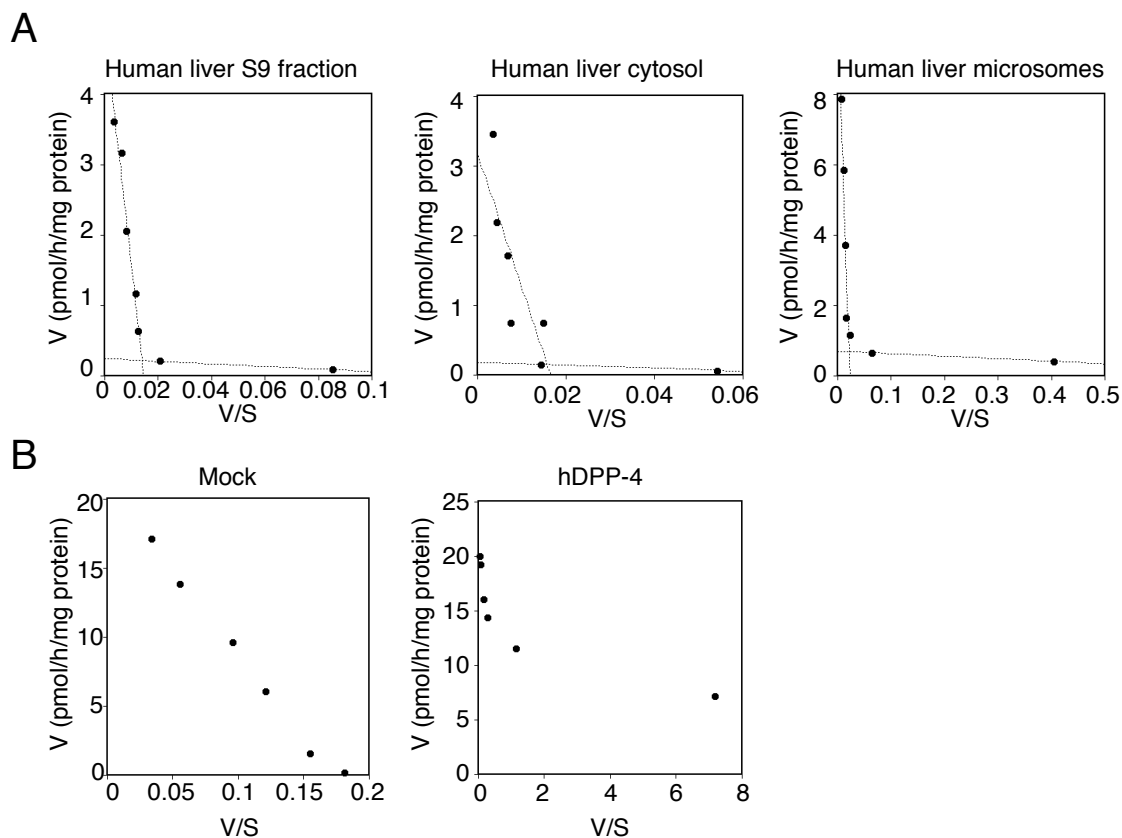 A
Human liver S9 fraction
V (pmol/h/mg protein)
4
3
2
1
0
0 0.02 0.04 0.06 0.08 0.1
V/S
Human liver cytosol
V (pmol/h/mg protein)
4
3
2
1
0
0 0.02 0.04 0.06
V/S
Human liver microsomes
V (pmol/h/mg protein)
8
6
4
2
0
0 0.1 0.2 0.3 0.4 0.5
V/S
B
Mock
V (pmol/h/mg protein)
20
15
10
5
0
0 0.05 0.1 0.15 0.2
V/S
hDPP-4
V (pmol/h/mg protein)
25
20
15
10
5
0
0 2 4 6 8
V/S